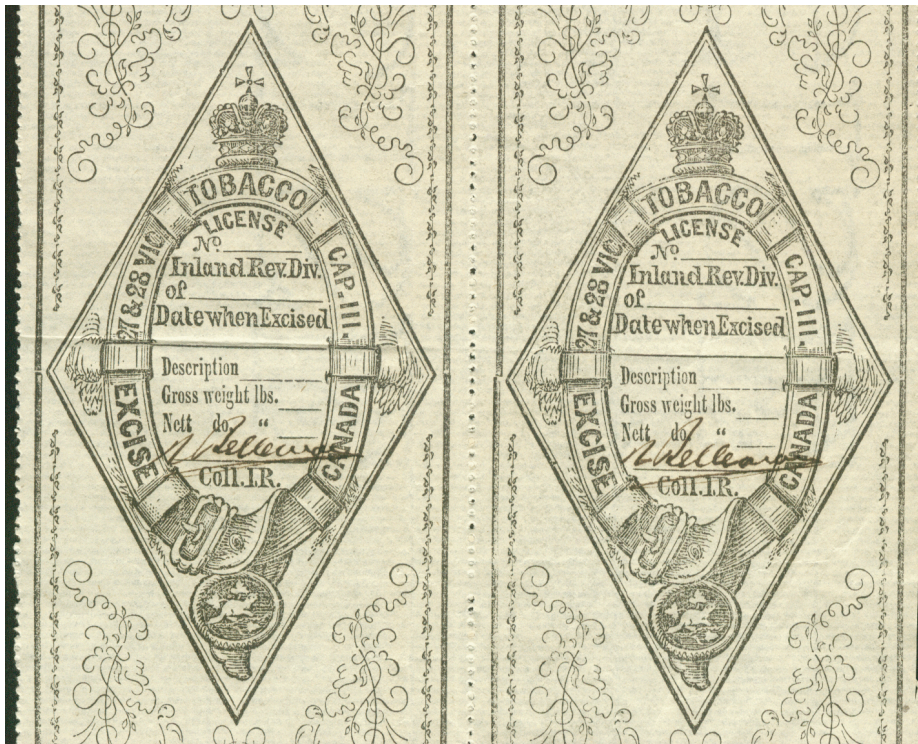 TOBACCO
LICENSE
No
Inland Rev. Div.
of
Date when Excised
Description
Gross weight lbs.
Nett do "
Coll. I.R.
27 & 28 VIC.
CAP. III.
EXCISE
CANADA
TOBACCO
LICENSE
No
Inland Rev. Div.
of
Date when Excised
Description
Gross weight lbs.
Nett do "
Coll. I.R.
27 & 28 VIC.
CAP. III.
EXCISE
CANADA